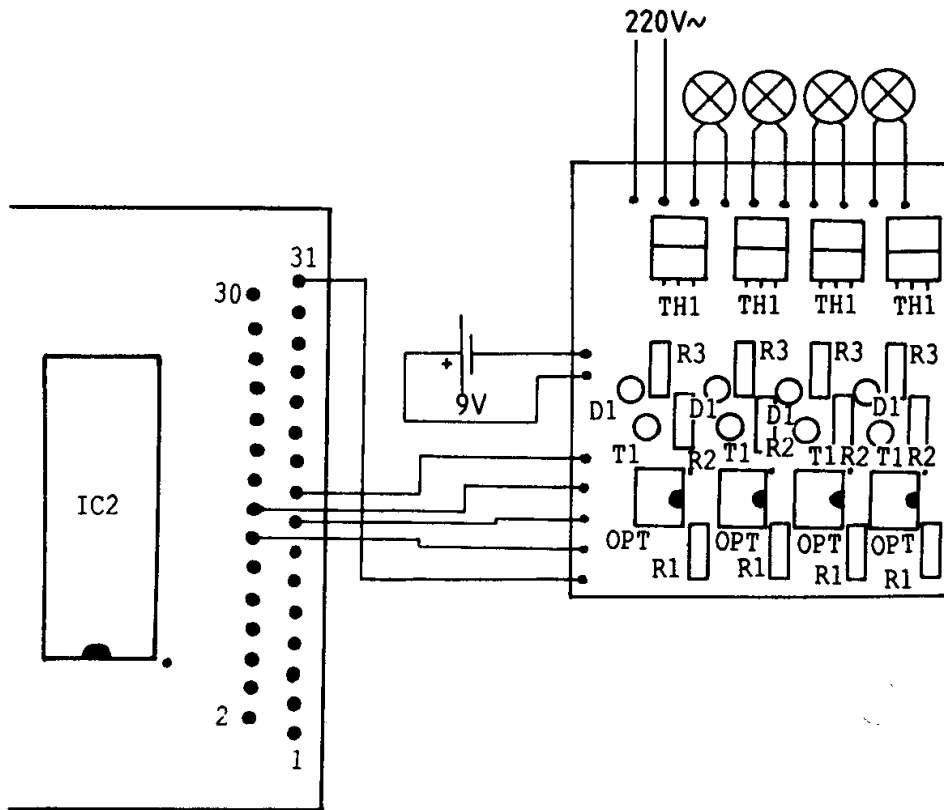 220V~
31
30
TH1 TH1 TH1 TH1
R3 R3 R3 R3
+
9V
D1 D1 D1 D1
T1 R2 T1 R2 T1 R2 T1 R2
IC2
OPT OPT OPT OPT
R1 R1 R1 R1
2
1